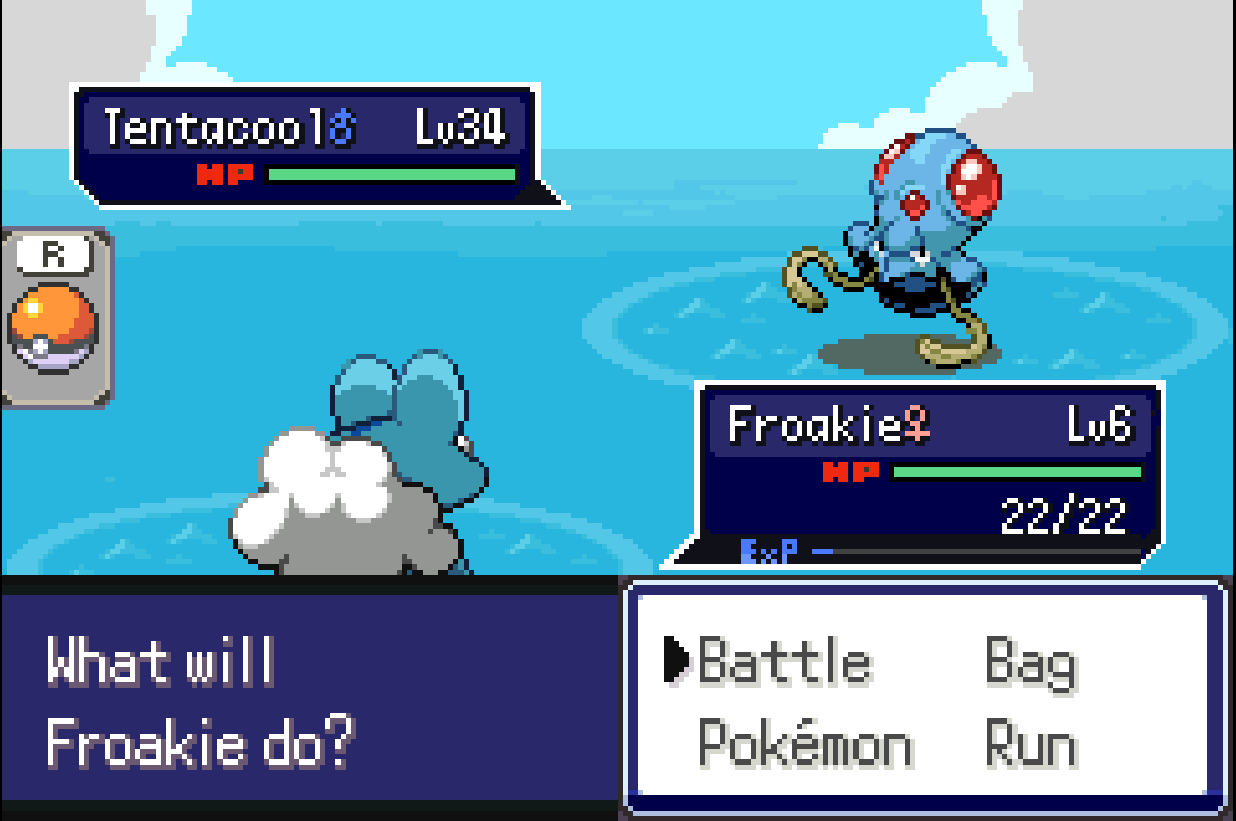 Tentacool♂ Lv34
HP
R
Froakie♀ Lv6
HP
22/22
ExP
What will
Froakie do?
Battle Bag
Pokémon Run